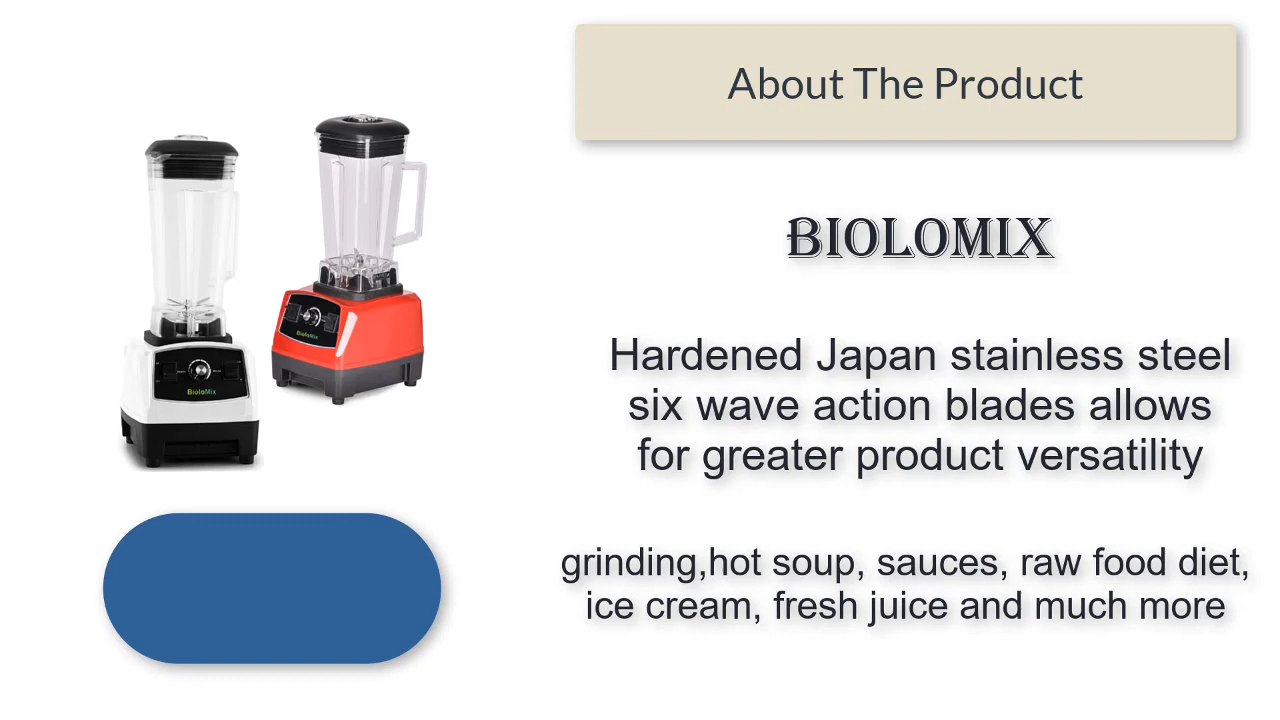 About The Product
BIOLOMIX
Hardened Japan stainless steel
six wave action blades allows
for greater product versatility
grinding,hot soup, sauces, raw food diet,
ice cream, fresh juice and much more
BioloMix
BioloMix